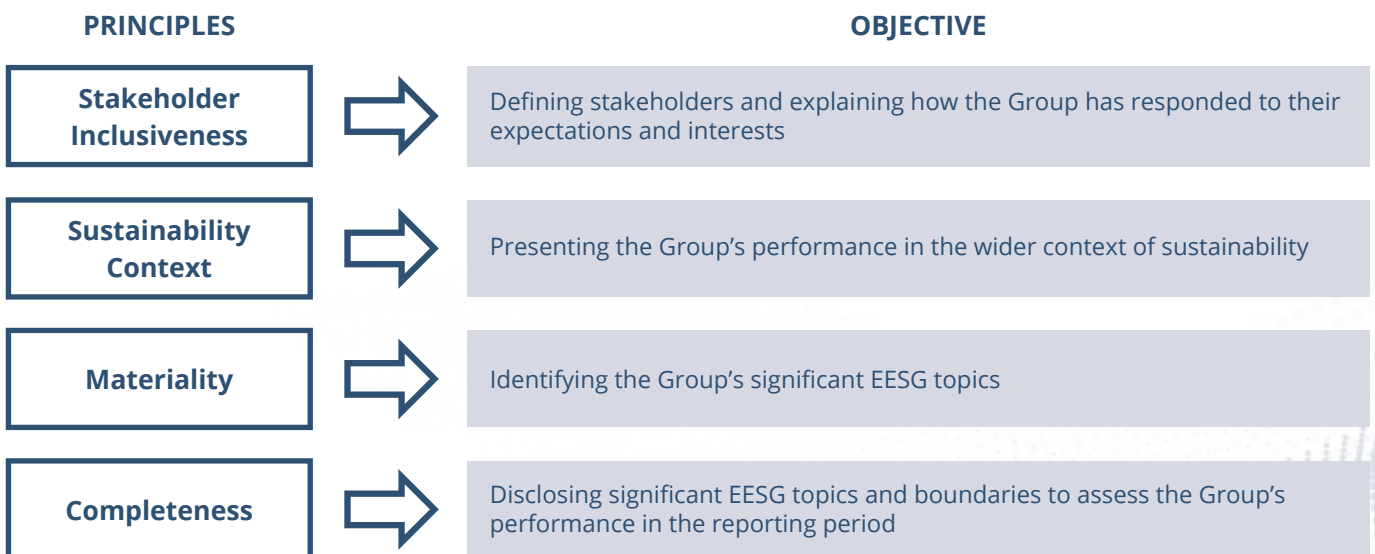 PRINCIPLES
OBJECTIVE
Stakeholder
Inclusiveness
Defining stakeholders and explaining how the Group has responded to their
expectations and interests
Sustainability
Context
Presenting the Group’s performance in the wider context of sustainability
Materiality
Identifying the Group’s significant EESG topics
Completeness
Disclosing significant EESG topics and boundaries to assess the Group’s
performance in the reporting period